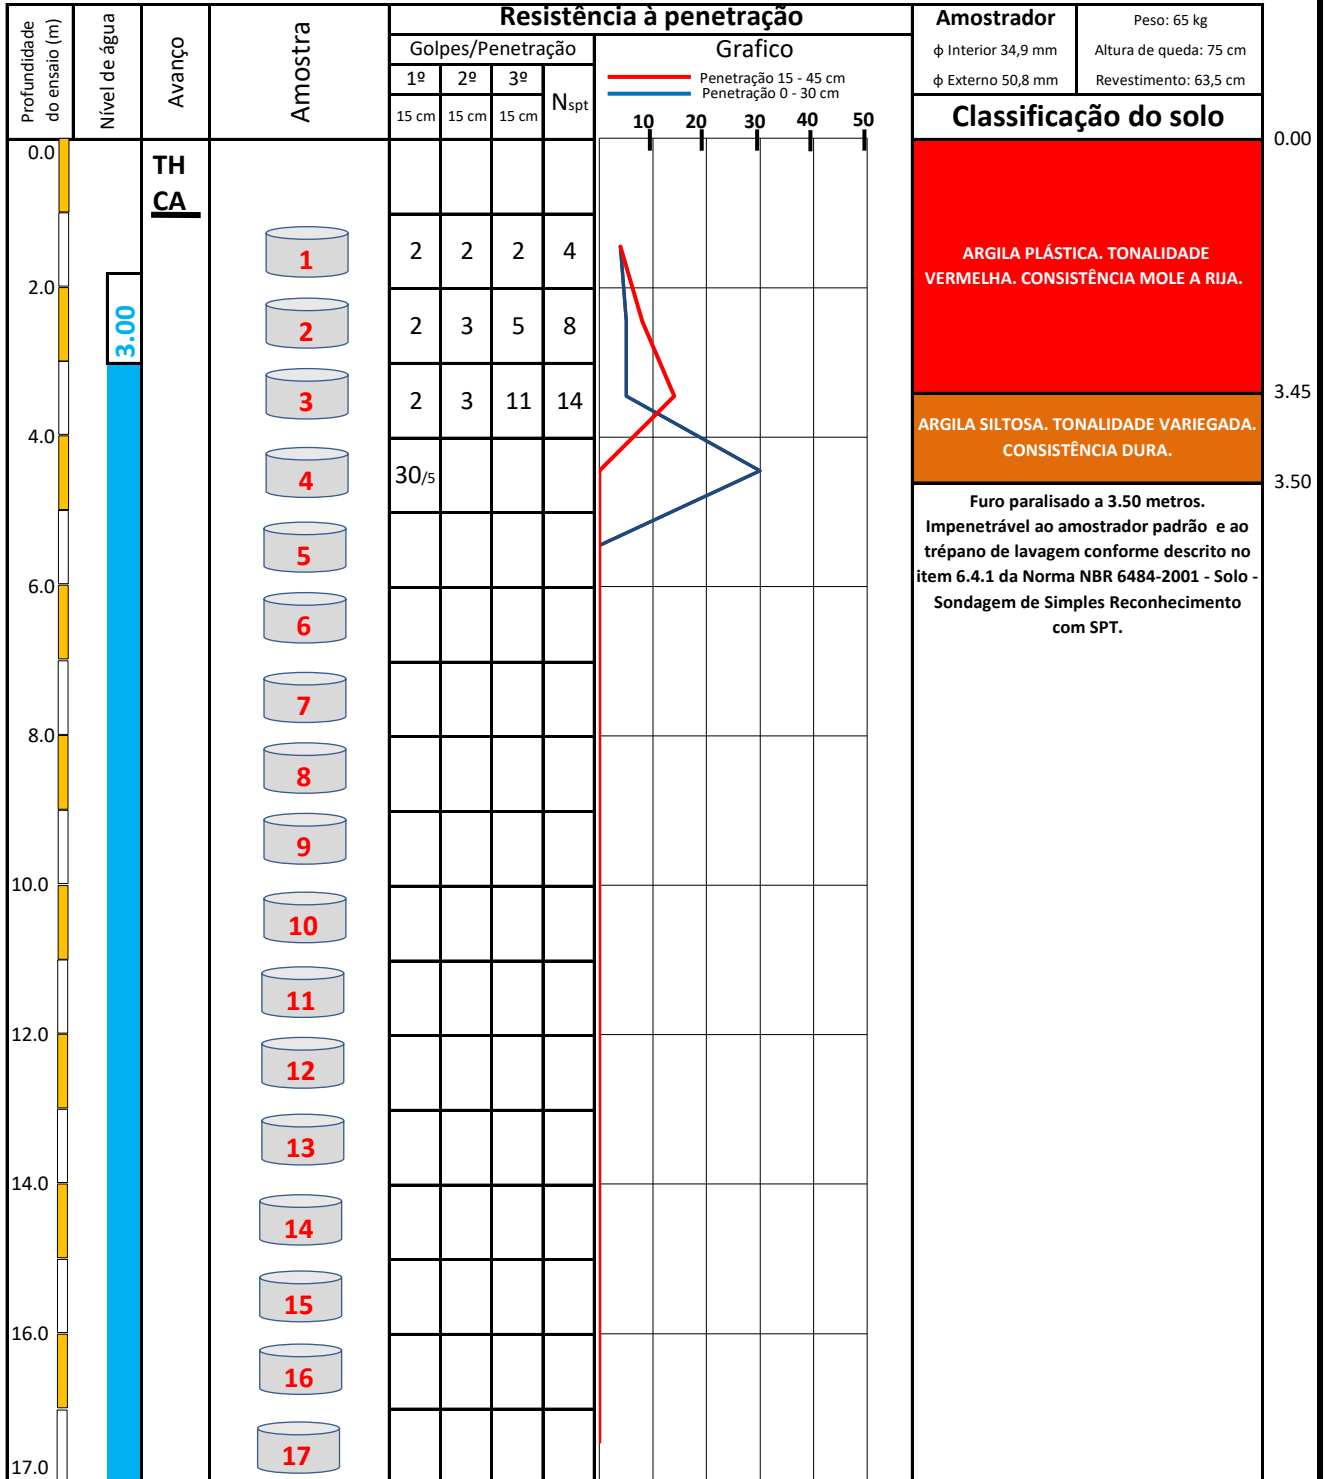 Profundidade
do ensaio (m)
Nível de água
Avanço
Amostra
Resistência à penetração
Golpes/Penetração
1º 2º 3º
Nspt
15 cm 15 cm 15 cm
Grafico
Penetração 15 - 45 cm
Penetração 0 - 30 cm
10 20 30 40 50
Amostrador
ϕ Interior 34,9 mm
ϕ Externo 50,8 mm
Peso: 65 kg
Altura de queda: 75 cm
Revestimento: 63,5 cm
Classificação do solo
0.0
TH
CA
0.00
1 2 2 2 4
ARGILA PLÁSTICA. TONALIDADE
VERMELHA. CONSISTÊNCIA MOLE A RIJA.
2.0
3.00
2 2 3 5 8
3 2 3 11 14
3.45
4.0
ARGILA SILTOSA. TONALIDADE VARIEGADA.
CONSISTÊNCIA DURA.
4 30/5
3.50
Furo paralisado a 3.50 metros.
Impenetrável ao amostrador padrão e ao
trépano de lavagem conforme descrito no
item 6.4.1 da Norma NBR 6484-2001 - Solo -
Sondagem de Simples Reconhecimento
com SPT.
5
6.0
6
7
8.0
8
9
10.0
10
11
12.0
12
13
14.0
14
15
16.0
16
17
17.0